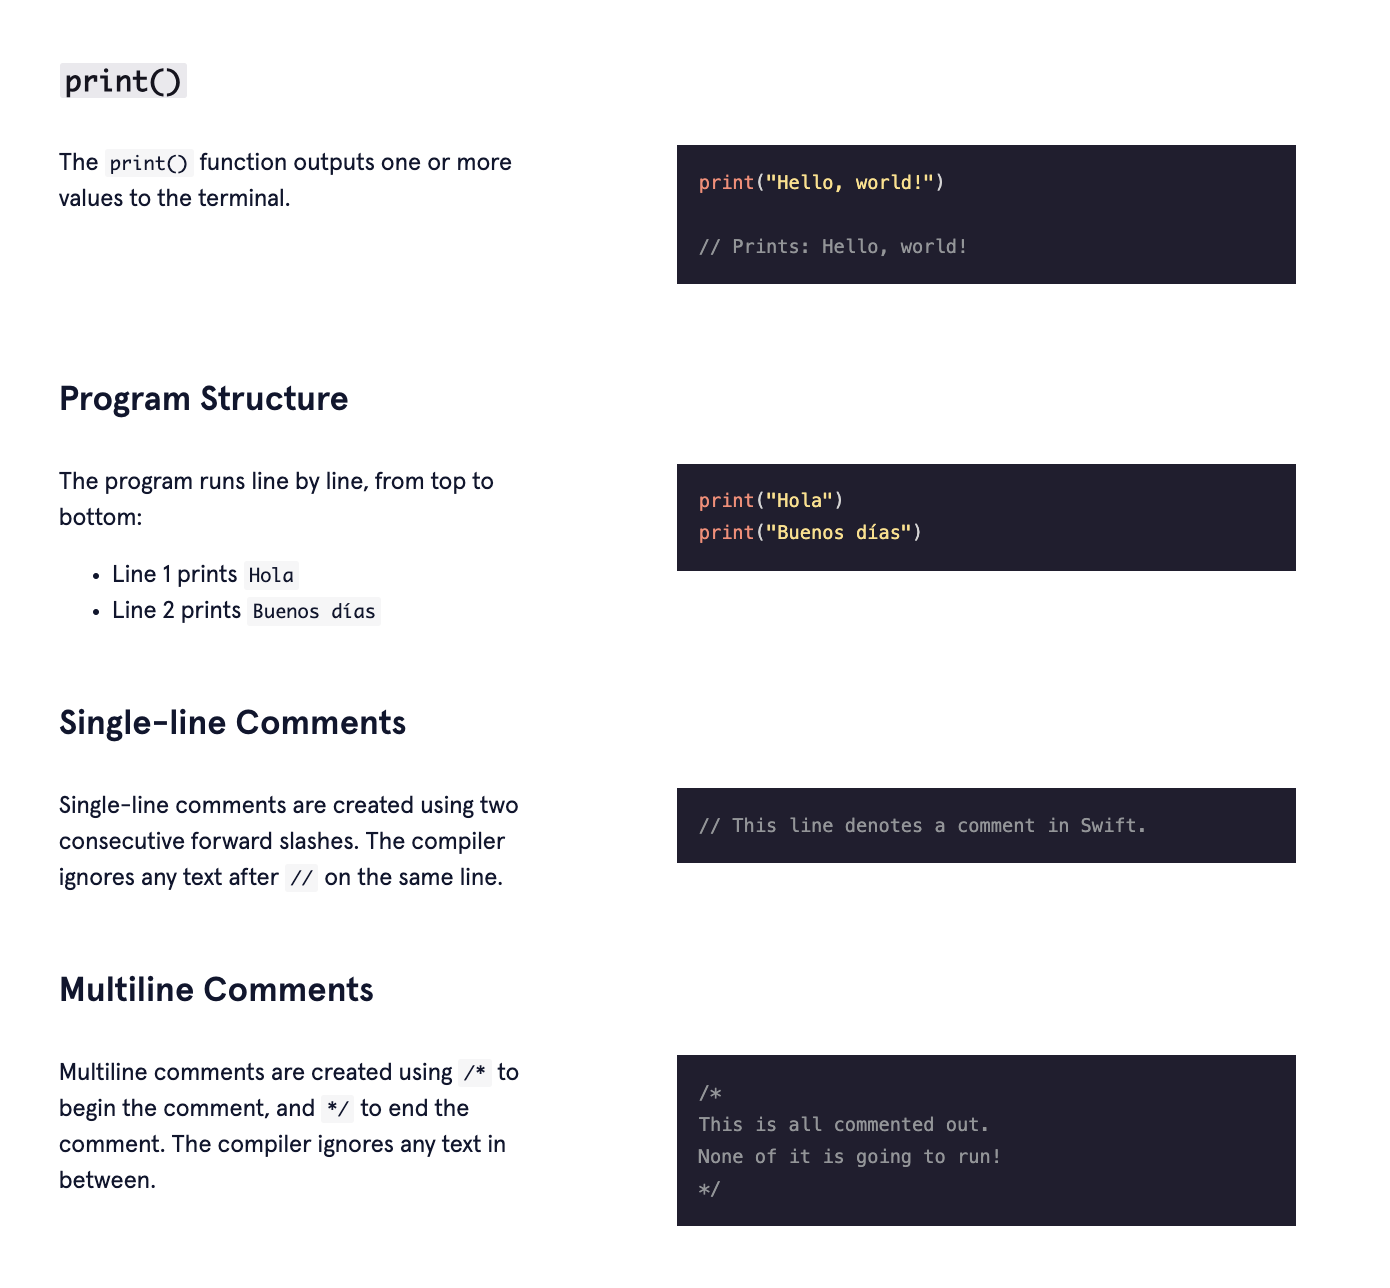 print()
The print() function outputs one or more
values to the terminal.
print("Hello, world!")
// Prints: Hello, world!
Program Structure
The program runs line by line, from top to
bottom:
• Line 1 prints Hola
• Line 2 prints Buenos días
print("Hola")
print("Buenos días")
Single-line Comments
Single-line comments are created using two
consecutive forward slashes. The compiler
ignores any text after // on the same line.
// This line denotes a comment in Swift.
Multiline Comments
Multiline comments are created using /* to
begin the comment, and */ to end the
comment. The compiler ignores any text in
between.
/*
This is all commented out.
None of it is going to run!
*/